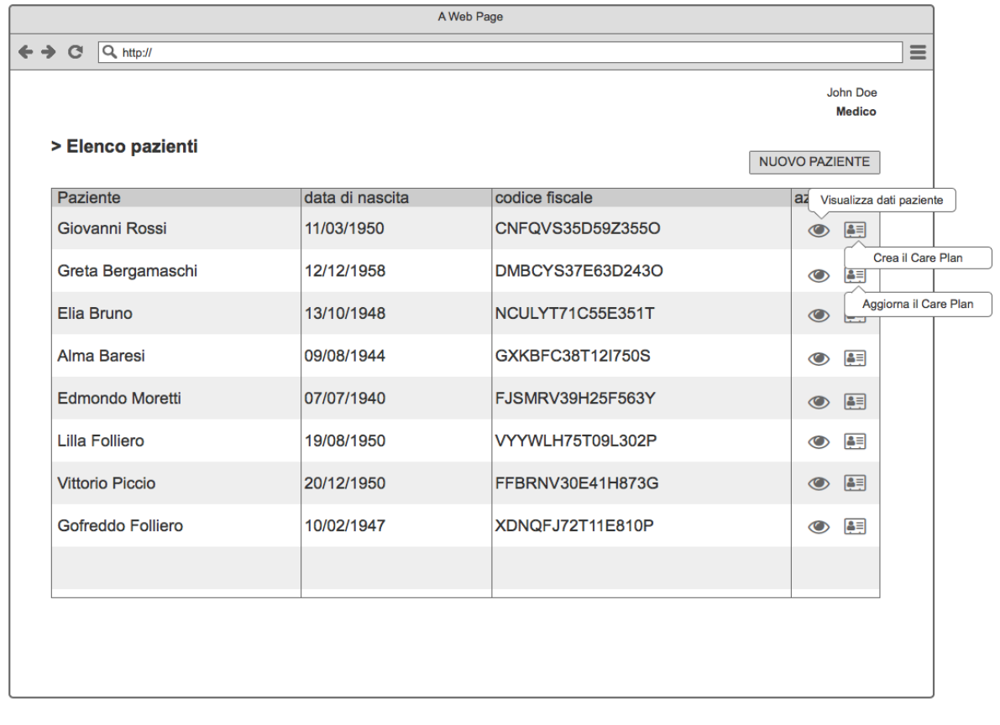 A Web Page
http://
John Doe
Medico
> Elenco pazienti
NUOVO PAZIENTE
Paziente data di nascita codice fiscale
Visualizza dati paziente
Giovanni Rossi 11/03/1950 CNFQVS35D59Z355O
Crea il Care Plan
Greta Bergamaschi 12/12/1958 DMBCYS37E63D243O
Aggiorna il Care Plan
Elia Bruno 13/10/1948 NCULYT71C55E351T
Alma Baresi 09/08/1944 GXKBFC38T12I750S
Edmondo Moretti 07/07/1940 FJSMRV39H25F563Y
Lilla Folliero 19/08/1950 VYYWLH75T09L302P
Vittorio Piccio 20/12/1950 FFBRNV30E41H873G
Gofreddo Folliero 10/02/1947 XDNQFJ72T11E810P